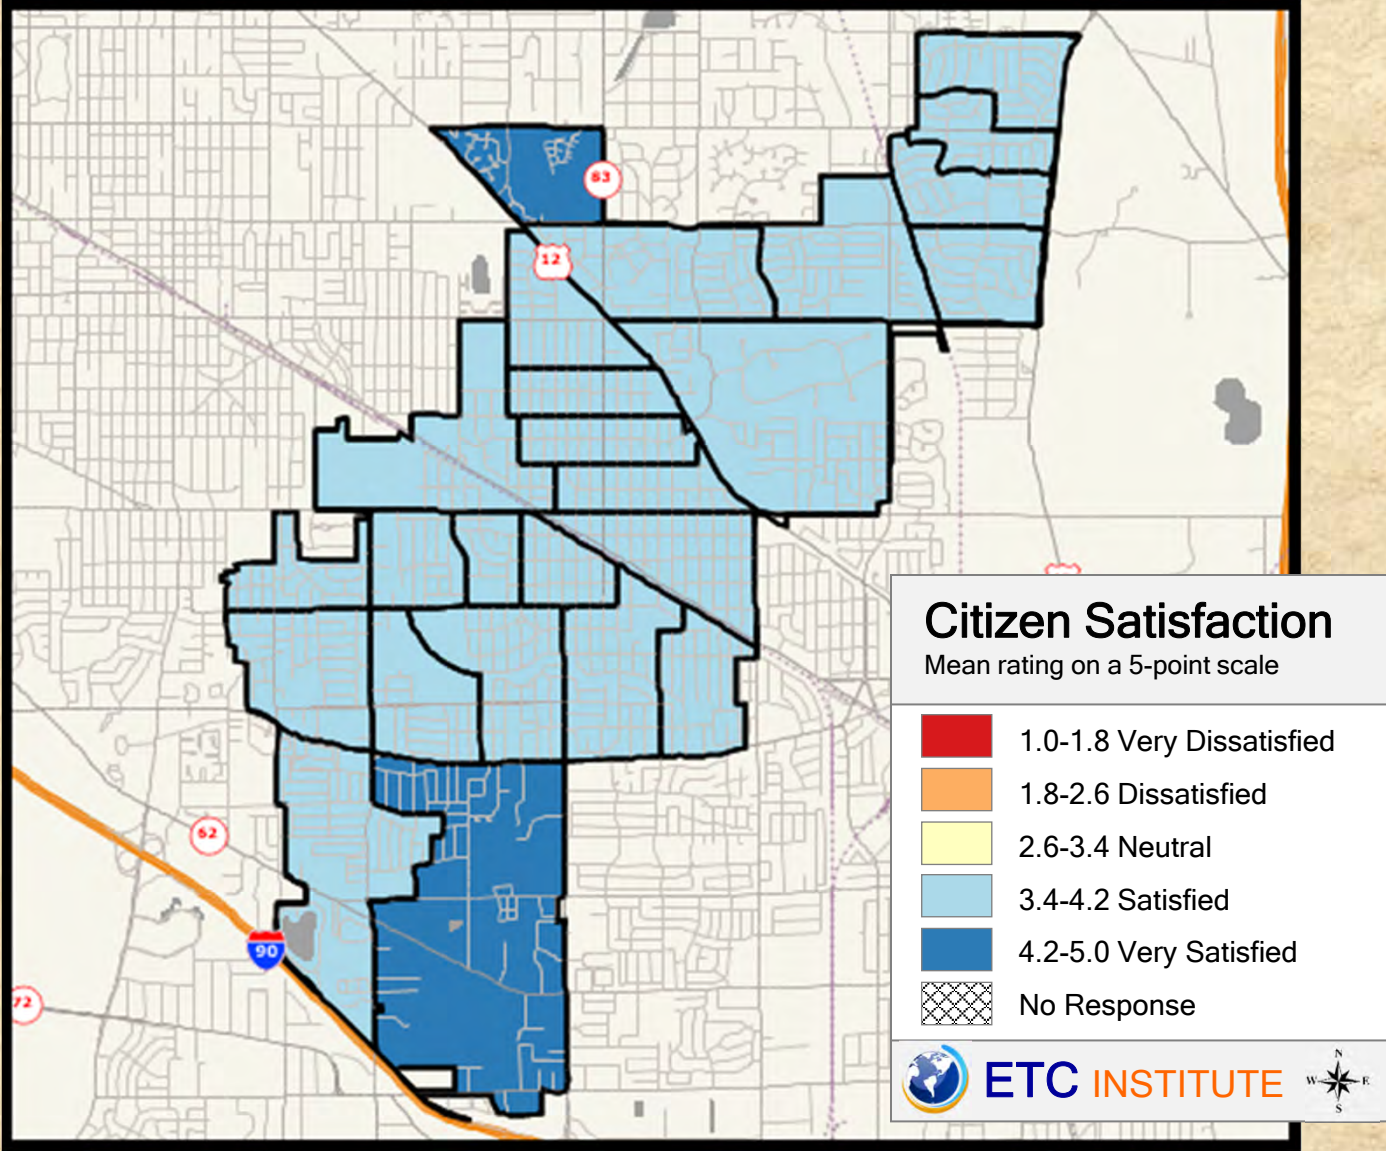 83
12
62
90
72
Citizen Satisfaction
Mean rating on a 5-point scale
1.0-1.8 Very Dissatisfied
1.8-2.6 Dissatisfied
2.6-3.4 Neutral
3.4-4.2 Satisfied
4.2-5.0 Very Satisfied
No Response
ETC INSTITUTE
N
W E
S